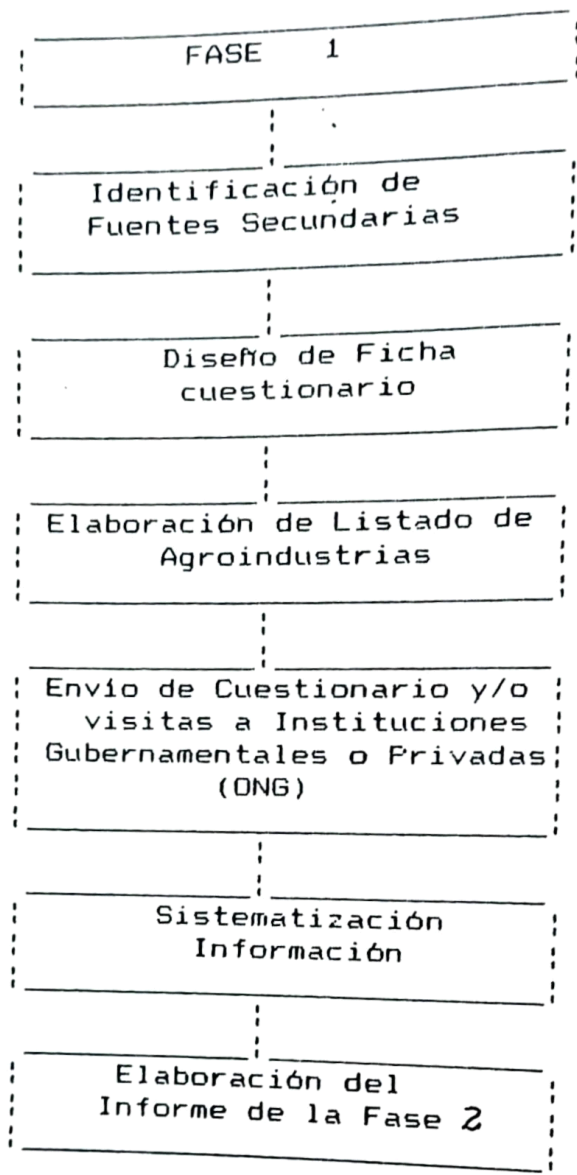 FASE 1
Identificación de
Fuentes Secundarias
Diseño de Ficha
cuestionario
Elaboración de Listado de
Agroindustrias
Envío de Cuestionario y/o
visitas a Instituciones
Gubernamentales o Privadas
(ONG)
Sistematización
Información
Elaboración del
Informe de la Fase 2